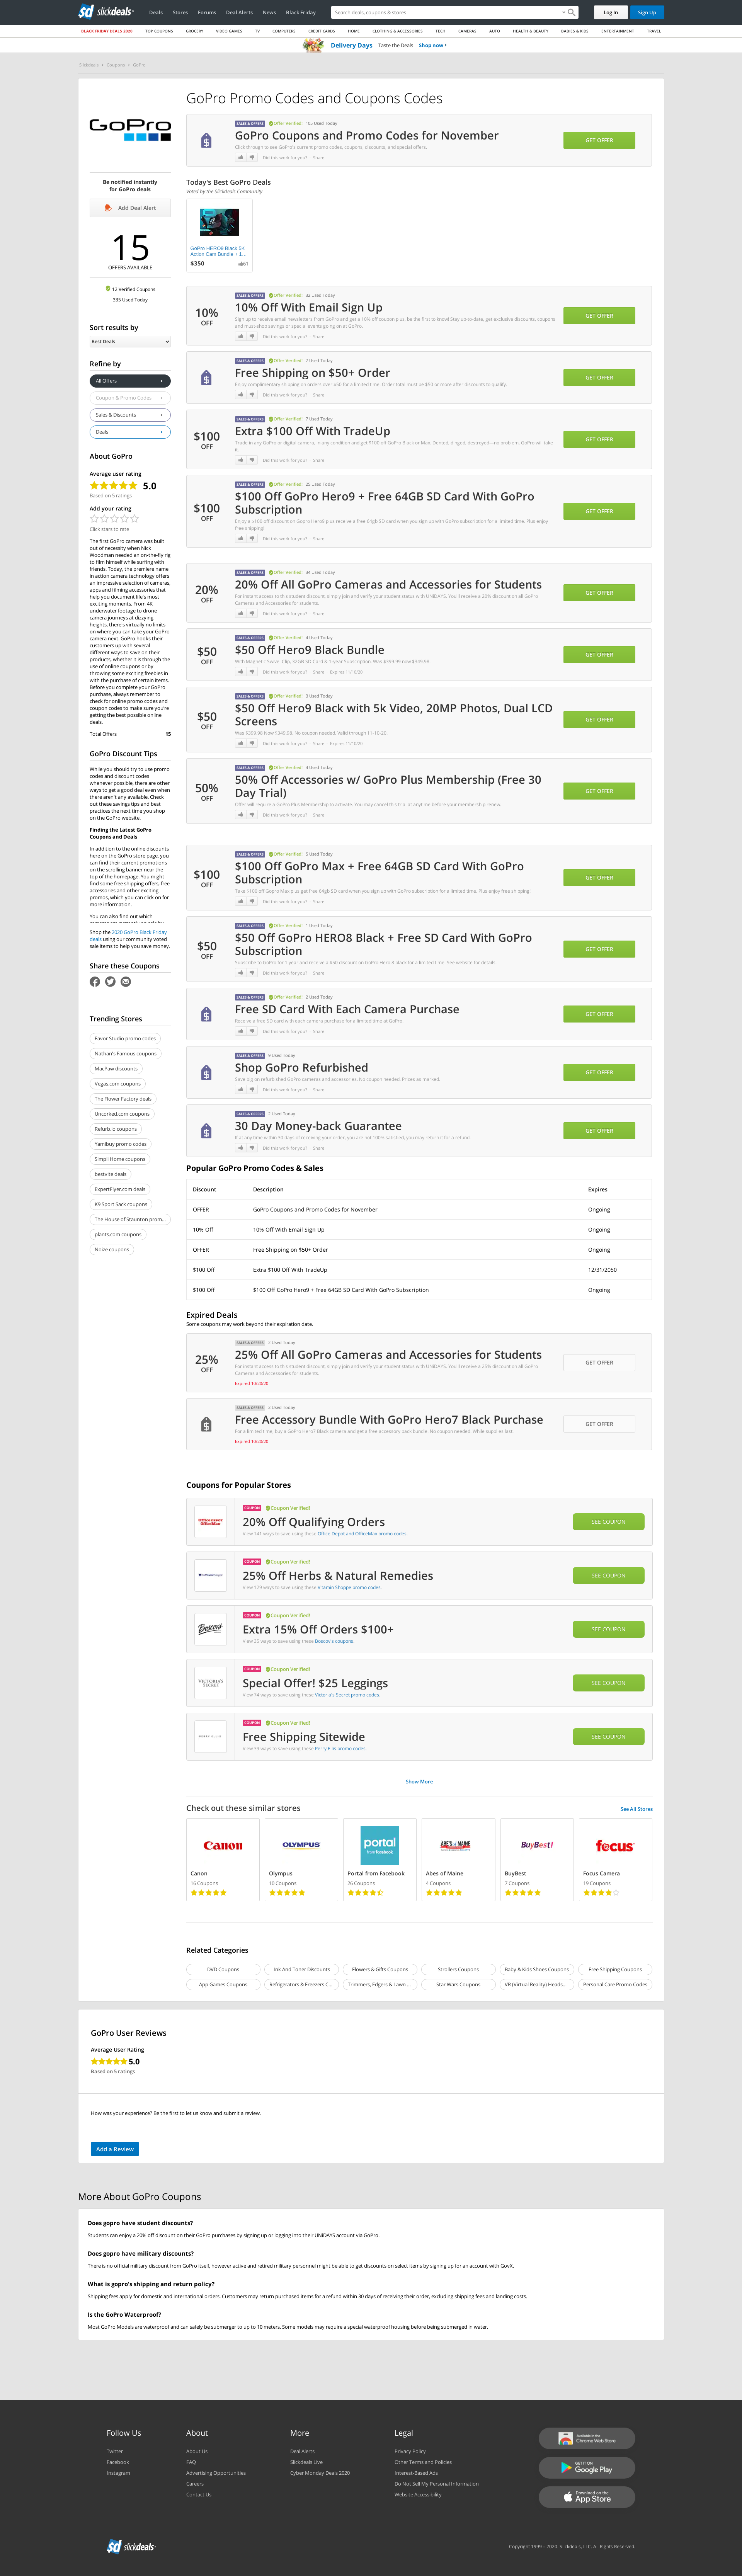 sd slickdeals
Deals Stores Forums Deal Alerts News Black Friday
Search deals, coupons & stores
Log In
Sign Up
BLACK FRIDAY DEALS 2020 TOP COUPONS GROCERY VIDEO GAMES TV COMPUTERS CREDIT CARDS HOME CLOTHING & ACCESSORIES TECH CAMERAS AUTO HEALTH & BEAUTY BABIES & KIDS ENTERTAINMENT TRAVEL
Delivery Days Taste the Deals Shop now
Slickdeals > Coupons > GoPro
GoPro
Be notified instantly
for GoPro deals
Add Deal Alert
15
OFFERS AVAILABLE
12 Verified Coupons
335 Used Today
Sort results by
Best Deals
Refine by
All Offers
Coupon & Promo Codes
Sales & Discounts
Deals
About GoPro
Average user rating
5.0
Based on 5 ratings
Add your rating
Click stars to rate
The first GoPro camera was built
out of necessity when Nick
Woodman needed an on-the-fly rig
to film himself while surfing with
friends. Today, the premiere name
in action camera technology offers
an impressive selection of cameras,
apps and filming accessories that
help you document life's most
exciting moments. From 4K
underwater footage to drone
camera journeys at dizzying
heights, there's virtually no limits
on where you can take your GoPro
camera next. GoPro hooks their
customers up with several
different ways to save on their
products, whether it is through the
use of online coupons or by
throwing some exciting freebies in
with the purchase of certain items.
Before you complete your GoPro
purchase, always remember to
check for online promo codes and
coupon codes to make sure you're
getting the best possible online
deals.
Total Offers 15
GoPro Discount Tips
While you should try to use promo
codes and discount codes
whenever possible, there are other
ways to get a good deal even when
there aren't any available. Check
out these savings tips and best
practices the next time you shop
on the GoPro website.
Finding the Latest GoPro
Coupons and Deals
In addition to the online discounts
here on the GoPro store page, you
can find their current promotions
on the scrolling banner near the
top of the homepage. You might
find some free shipping offers, free
accessories and other exciting
promos, which you can click on for
more information.
You can also find out which
Shop the 2020 GoPro Black Friday
deals using our community voted
sale items to help you save money.
Share these Coupons
Trending Stores
Favor Studio promo codes
Nathan's Famous coupons
MacPaw discounts
Vegas.com coupons
The Flower Factory deals
Uncorked.com coupons
Refurb.io coupons
Yamibuy promo codes
Simpli Home coupons
bestvite deals
ExpertFlyer.com deals
K9 Sport Sack coupons
The House of Staunton prom...
plants.com coupons
Noize coupons
GoPro Promo Codes and Coupons Codes
SALES & OFFERS Offer Verified! 105 Used Today
GoPro Coupons and Promo Codes for November
Click through to see GoPro's current promo codes, coupons, discounts, and special offers.
Did this work for you? · Share
GET OFFER
Today's Best GoPro Deals
Voted by the Slickdeals Community
GoPro HERO9 Black 5K
Action Cam Bundle + 1...
$350 61
10%
OFF
SALES & OFFERS Offer Verified! 32 Used Today
10% Off With Email Sign Up
Sign up to receive email newsletters from GoPro and get a 10% off coupon plus, be the first to know! Stay up-to-date, get exclusive discounts, coupons
and must-shop savings or special events going on at GoPro.
Did this work for you? · Share
GET OFFER
SALES & OFFERS Offer Verified! 7 Used Today
Free Shipping on $50+ Order
Enjoy complimentary shipping on orders over $50 for a limited time. Order total must be $50 or more after discounts to qualify.
Did this work for you? · Share
GET OFFER
$100
OFF
SALES & OFFERS Offer Verified! 7 Used Today
Extra $100 Off With TradeUp
Trade in any GoPro or digital camera, in any condition and get $100 off GoPro Black or Max. Dented, dinged, destroyed—no problem. GoPro will take
it.
Did this work for you? · Share
GET OFFER
$100
OFF
SALES & OFFERS Offer Verified! 25 Used Today
$100 Off GoPro Hero9 + Free 64GB SD Card With GoPro
Subscription
Enjoy a $100 off discount on Gopro Hero9 plus receive a free 64gb SD card when you sign up with GoPro subscription for a limited time. Plus enjoy
free shipping!
Did this work for you? · Share
GET OFFER
20%
OFF
SALES & OFFERS Offer Verified! 34 Used Today
20% Off All GoPro Cameras and Accessories for Students
For instant access to this student discount, simply join and verify your student status with UNiDAYS. You'll receive a 20% discount on all GoPro
Cameras and Accessories for students.
Did this work for you? · Share
GET OFFER
$50
OFF
SALES & OFFERS Offer Verified! 4 Used Today
$50 Off Hero9 Black Bundle
With Magnetic Swivel Clip, 32GB SD Card & 1-year Subscription. Was $399.99 now $349.98.
Did this work for you? · Share · Expires 11/10/20
GET OFFER
$50
OFF
SALES & OFFERS Offer Verified! 3 Used Today
$50 Off Hero9 Black with 5k Video, 20MP Photos, Dual LCD
Screens
Was $399.98 Now $349.98. No coupon needed. Valid through 11-10-20.
Did this work for you? · Share · Expires 11/10/20
GET OFFER
50%
OFF
SALES & OFFERS Offer Verified! 4 Used Today
50% Off Accessories w/ GoPro Plus Membership (Free 30
Day Trial)
Offer will require a GoPro Plus Membership to activate. You may cancel this trial at anytime before your membership renew.
Did this work for you? · Share
GET OFFER
$100
OFF
SALES & OFFERS Offer Verified! 5 Used Today
$100 Off GoPro Max + Free 64GB SD Card With GoPro
Subscription
Take $100 off Gopro Max plus get free 64gb SD card when you sign up with GoPro subscription for a limited time. Plus enjoy free shipping!
Did this work for you? · Share
GET OFFER
$50
OFF
SALES & OFFERS Offer Verified! 1 Used Today
$50 Off GoPro HERO8 Black + Free SD Card With GoPro
Subscription
Subscribe to GoPro for 1 year and receive a $50 discount on GoPro Hero 8 black for a limited time. See website for details.
Did this work for you? · Share
GET OFFER
SALES & OFFERS Offer Verified! 2 Used Today
Free SD Card With Each Camera Purchase
Receive a free SD card with each camera purchase for a limited time at GoPro.
Did this work for you? · Share
GET OFFER
SALES & OFFERS 9 Used Today
Shop GoPro Refurbished
Save big on refurbished GoPro cameras and accessories. No coupon needed, Prices as marked.
Did this work for you? · Share
GET OFFER
SALES & OFFERS 2 Used Today
30 Day Money-back Guarantee
If at any time within 30 days of receiving your order, you are not 100% satisfied, you may return it for a refund.
Did this work for you? · Share
GET OFFER
Popular GoPro Promo Codes & Sales
Discount Description Expires
OFFER GoPro Coupons and Promo Codes for November Ongoing
10% Off 10% Off With Email Sign Up Ongoing
OFFER Free Shipping on $50+ Order Ongoing
$100 Off Extra $100 Off With TradeUp 12/31/2050
$100 Off $100 Off GoPro Hero9 + Free 64GB SD Card With GoPro Subscription Ongoing
Expired Deals
Some coupons may work beyond their expiration date.
25%
OFF
SALES & OFFERS 2 Used Today
25% Off All GoPro Cameras and Accessories for Students
For instant access to this student discount, simply join and verify your student status with UNiDAYS. You'll receive a 25% discount on all GoPro
Cameras and Accessories for students.
Expired 10/20/20
GET OFFER
SALES & OFFERS 2 Used Today
Free Accessory Bundle With GoPro Hero7 Black Purchase
For a limited time, buy a GoPro Hero7 Black camera and get a free accessory pack bundle. No coupon needed. While supplies last.
Expired 10/20/20
GET OFFER
Coupons for Popular Stores
Office DEPOT
OfficeMax
COUPON Coupon Verified!
20% Off Qualifying Orders
View 141 ways to save using these Office Depot and OfficeMax promo codes.
SEE COUPON
COUPON Coupon Verified!
25% Off Herbs & Natural Remedies
View 129 ways to save using these Vitamin Shoppe promo codes.
SEE COUPON
Boscov's
COUPON Coupon Verified!
Extra 15% Off Orders $100+
View 35 ways to save using these Boscov's coupons.
SEE COUPON
VICTORIA'S
SECRET
COUPON Coupon Verified!
Special Offer! $25 Leggings
View 74 ways to save using these Victoria's Secret promo codes.
SEE COUPON
PERRY ELLIS
COUPON Coupon Verified!
Free Shipping Sitewide
View 39 ways to save using these Perry Ellis promo codes.
SEE COUPON
Show More
Check out these similar stores
See All Stores
Canon
Canon
16 Coupons
OLYMPUS
Olympus
10 Coupons
portal
from facebook
Portal from Facebook
26 Coupons
ABE'S OF MAINE
Abes of Maine
4 Coupons
BuyBest!
BuyBest
7 Coupons
focus
Focus Camera
19 Coupons
Related Categories
DVD Coupons
Ink And Toner Discounts
Flowers & Gifts Coupons
Strollers Coupons
Baby & Kids Shoes Coupons
Free Shipping Coupons
App Games Coupons
Refrigerators & Freezers C...
Trimmers, Edgers & Lawn ...
Star Wars Coupons
VR (Virtual Reality) Heads...
Personal Care Promo Codes
GoPro User Reviews
Average User Rating
5.0
Based on 5 ratings
How was your experience? Be the first to let us know and submit a review.
Add a Review
More About GoPro Coupons
Does gopro have student discounts?
Students can enjoy a 20% off discount on their GoPro purchases by signing up or logging into their UNiDAYS account via GoPro.
Does gopro have military discounts?
There is no official military discount from GoPro itself, however active and retired military personnel might be able to get discounts on select items by signing up for an account with GovX.
What is gopro's shipping and return policy?
Shipping fees apply for domestic and international orders. Customers may return purchased items for a refund within 30 days of receiving their order, excluding shipping fees and landing costs.
Is the GoPro Waterproof?
Most GoPro Models are waterproof and can safely be submerger to up to 10 meters. Some models may require a special waterproof housing before being submerged in water.
Follow Us
Twitter
Facebook
Instagram
About
About Us
FAQ
Advertising Opportunities
Careers
Contact Us
More
Deal Alerts
Slickdeals Live
Cyber Monday Deals 2020
Legal
Privacy Policy
Other Terms and Policies
Interest-Based Ads
Do Not Sell My Personal Information
Website Accessibility
Available in the
Chrome Web Store
GET IT ON
Google Play
Download on the
App Store
sd slickdeals
Copyright 1999 - 2020. Slickdeals, LLC. All Rights Reserved.